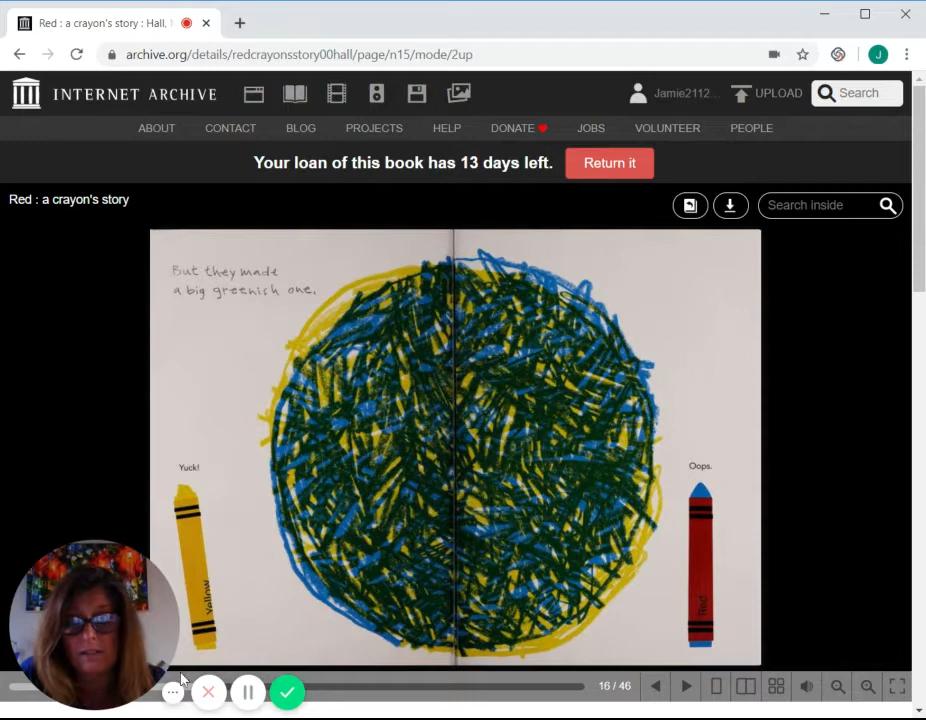 Red : a crayon's story : Hall,
archive.org/details/redcrayonsstory00hall/page/n15/mode/2up
J
INTERNET ARCHIVE
Jamie2112...
UPLOAD
Search
ABOUT CONTACT BLOG PROJECTS HELP DONATE JOBS VOLUNTEER PEOPLE
Your loan of this book has 13 days left. Return it
Red : a crayon's story
Search inside
But they made
a big greenish one.
Yuck!
Oops.
Yellow
Red
16 / 46